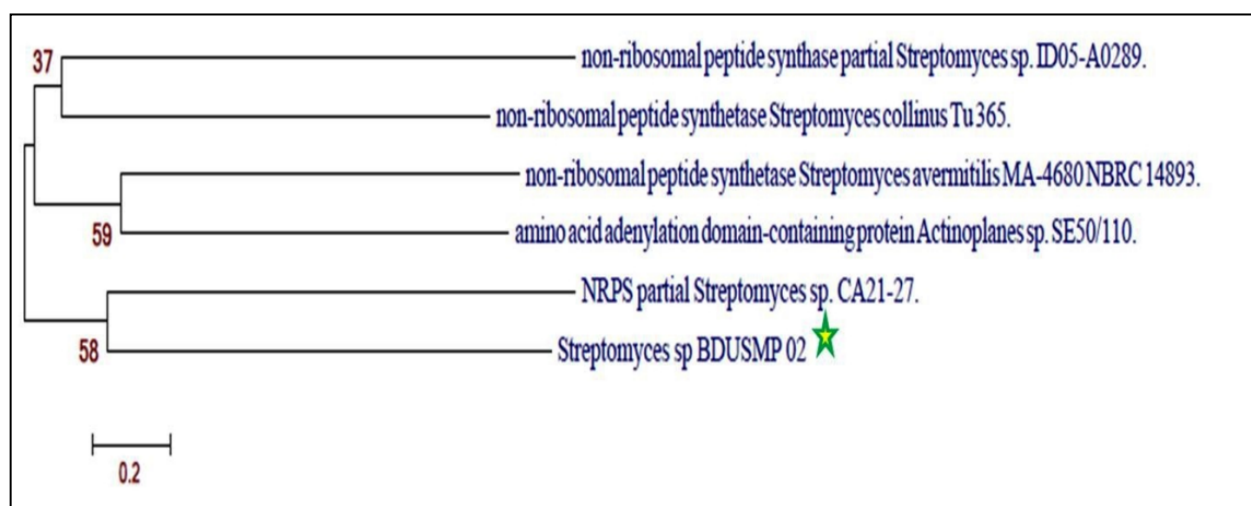 37
non-ribosomal peptide synthase partial Streptomyces sp. ID05-A0289.
non-ribosomal peptide synthetase Streptomyces collinus Tu 365.
non-ribosomal peptide synthetase Streptomyces avermitilis MA-4680 NBRC 14893.
59
amino acid adenylation domain-containing protein Actinoplanes sp. SE50/110.
NRPS partial Streptomyces sp. CA21-27.
58
Streptomyces sp BDUSMP 02
0.2